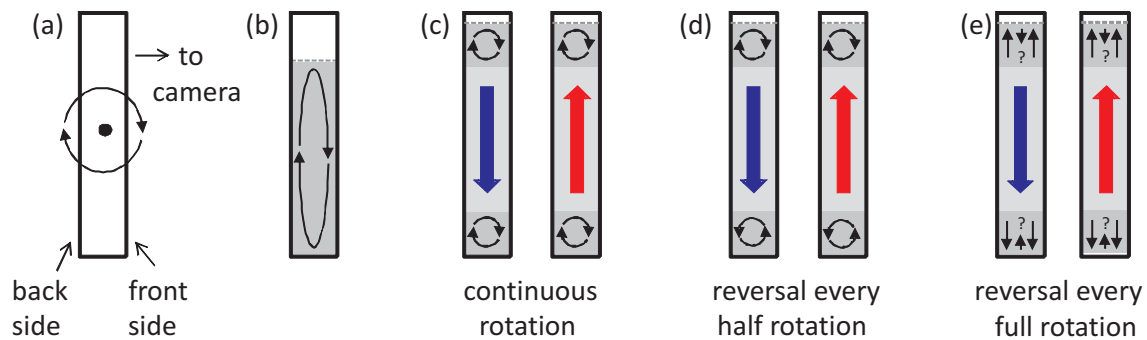 (a)
to
camera
back
side
front
side
(b)
(c)
continuous
rotation
(d)
reversal every
half rotation
(e)
?
?
?
?
reversal every
full rotation